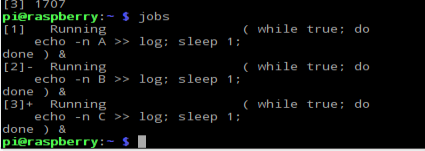 [3] 1707
pi@raspberry:~ $ jobs
[1]   Running                 ( while true; do
    echo -n A >> log; sleep 1;
done ) &
[2]-  Running                 ( while true; do
    echo -n B >> log; sleep 1;
done ) &
[3]+  Running                 ( while true; do
    echo -n C >> log; sleep 1;
done ) &
pi@raspberry:~ $